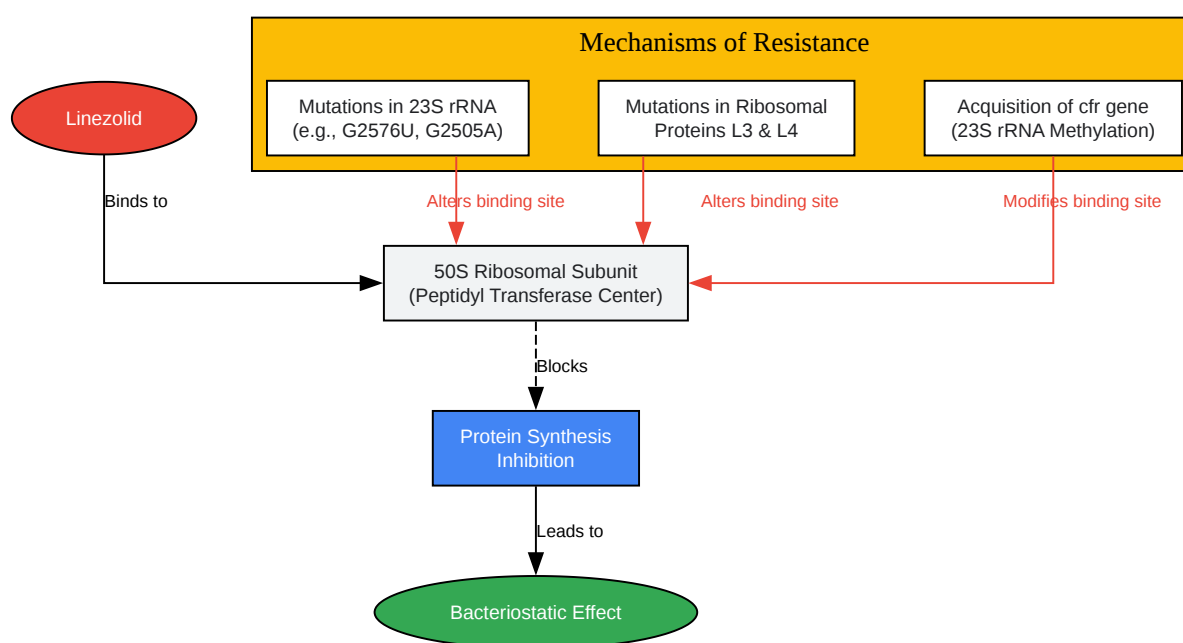 Mechanisms of Resistance
Linezolid
Mutations in 23S rRNA
(e.g., G2576U, G2505A)
Mutations in Ribosomal
Proteins L3 & L4
Acquisition of cfr gene
(23S rRNA Methylation)
Binds to
Alters binding site
Alters binding site
Modifies binding site
50S Ribosomal Subunit
(Peptidyl Transferase Center)
Blocks
Protein Synthesis
Inhibition
Leads to
Bacteriostatic Effect